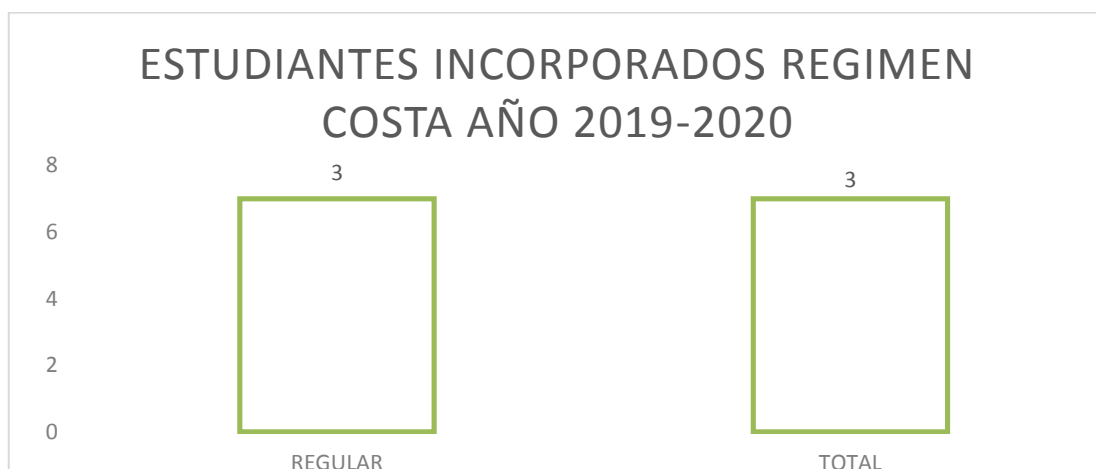 ESTUDIANTES INCORPORADOS REGIMEN
COSTA AÑO 2019-2020
8
6
4
2
0
3
3
REGULAR
TOTAL